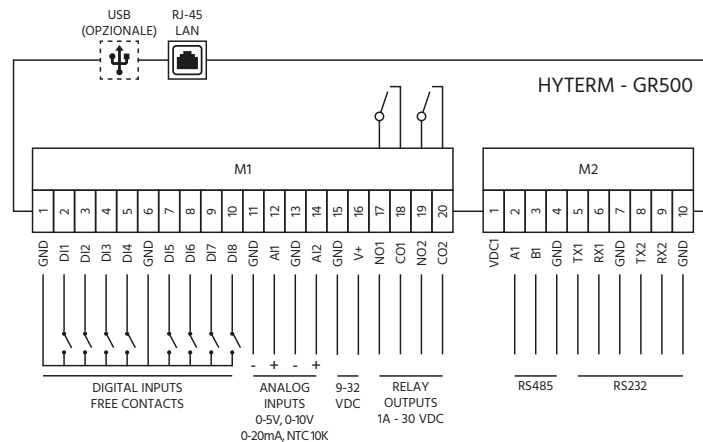 USB
(OPZIONALE)
RJ-45
LAN
HYTERM - GR500
M1
M2
1 2 3 4 5 6 7 8 9 10 11 12 13 14 15 16 17 18 19 20
1 2 3 4 5 6 7 8 9 10
GND DI1 DI2 DI3 DI4 GND DI5 DI6 DI7 DI8 GND AI1 GND AI2 GND V+ NO1 CO1 NO2 CO2
VDC1 A1 B1 GND TX1 RX1 GND TX2 RX2 GND
- + - +
DIGITAL INPUTS
FREE CONTACTS
ANALOG
INPUTS
0-5V, 0-10V
0-20mA, NTC10K
9-32
VDC
RELAY
OUTPUTS
1A - 30 VDC
RS485
RS232